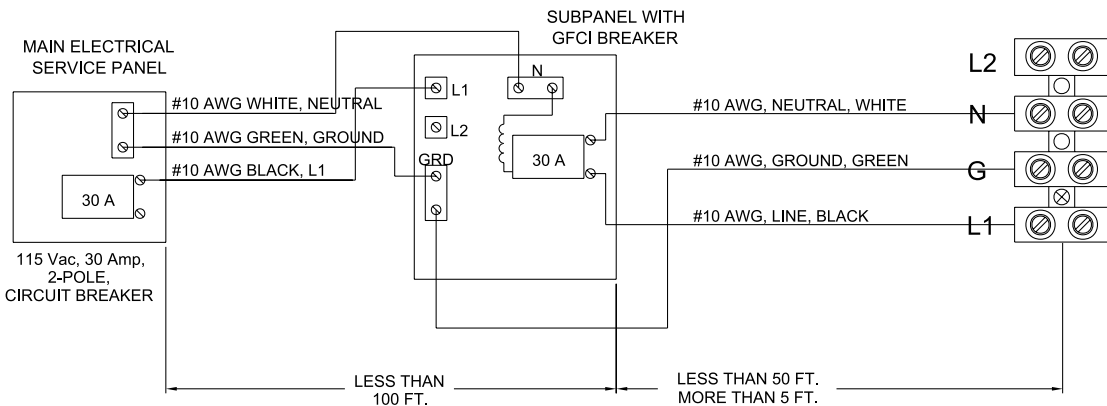 MAIN ELECTRICAL
SERVICE PANEL
SUBPANEL WITH
GFCI BREAKER
#10 AWG WHITE, NEUTRAL
#10 AWG GREEN, GROUND
#10 AWG BLACK, L1
30 A
115 Vac, 30 Amp,
2-POLE,
CIRCUIT BREAKER
L1
L2
GRD
N
30 A
#10 AWG, NEUTRAL, WHITE
#10 AWG, GROUND, GREEN
#10 AWG, LINE, BLACK
L2
N
G
L1
LESS THAN
100 FT.
LESS THAN 50 FT.
MORE THAN 5 FT.